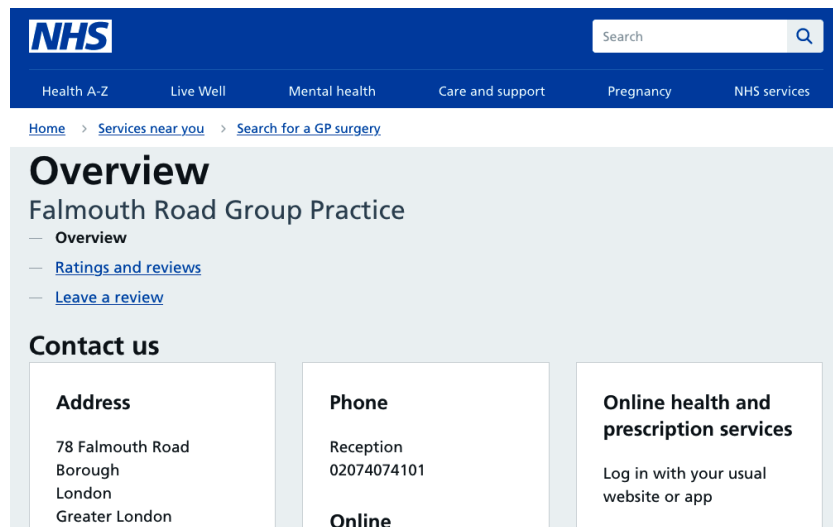 NHS
Search
Health A-Z Live Well Mental health Care and support Pregnancy NHS services
Home > Services near you > Search for a GP surgery
Overview
Falmouth Road Group Practice
— Overview
— Ratings and reviews
— Leave a review
Contact us
Address
78 Falmouth Road
Borough
London
Greater London
Phone
Reception
02074074101
Online
Online health and
prescription services
Log in with your usual
website or app